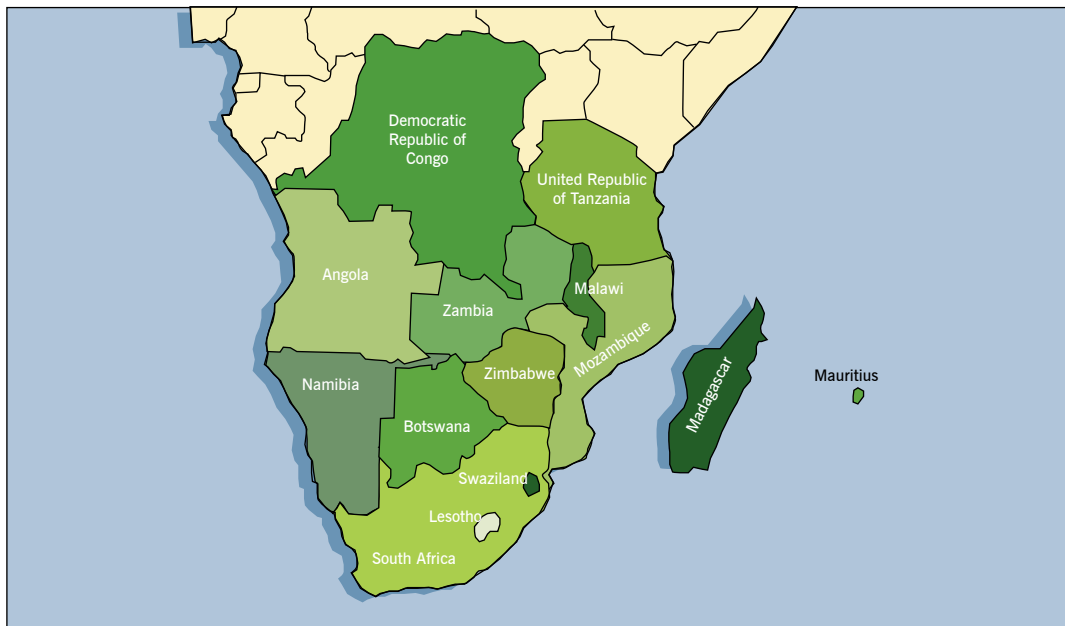 Democratic
Republic of
Congo
United Republic
of Tanzania
Angola
Malawi
Zambia
Mozambique
Namibia
Zimbabwe
Mauritius
Madagascar
Botswana
Swaziland
Lesotho
South Africa